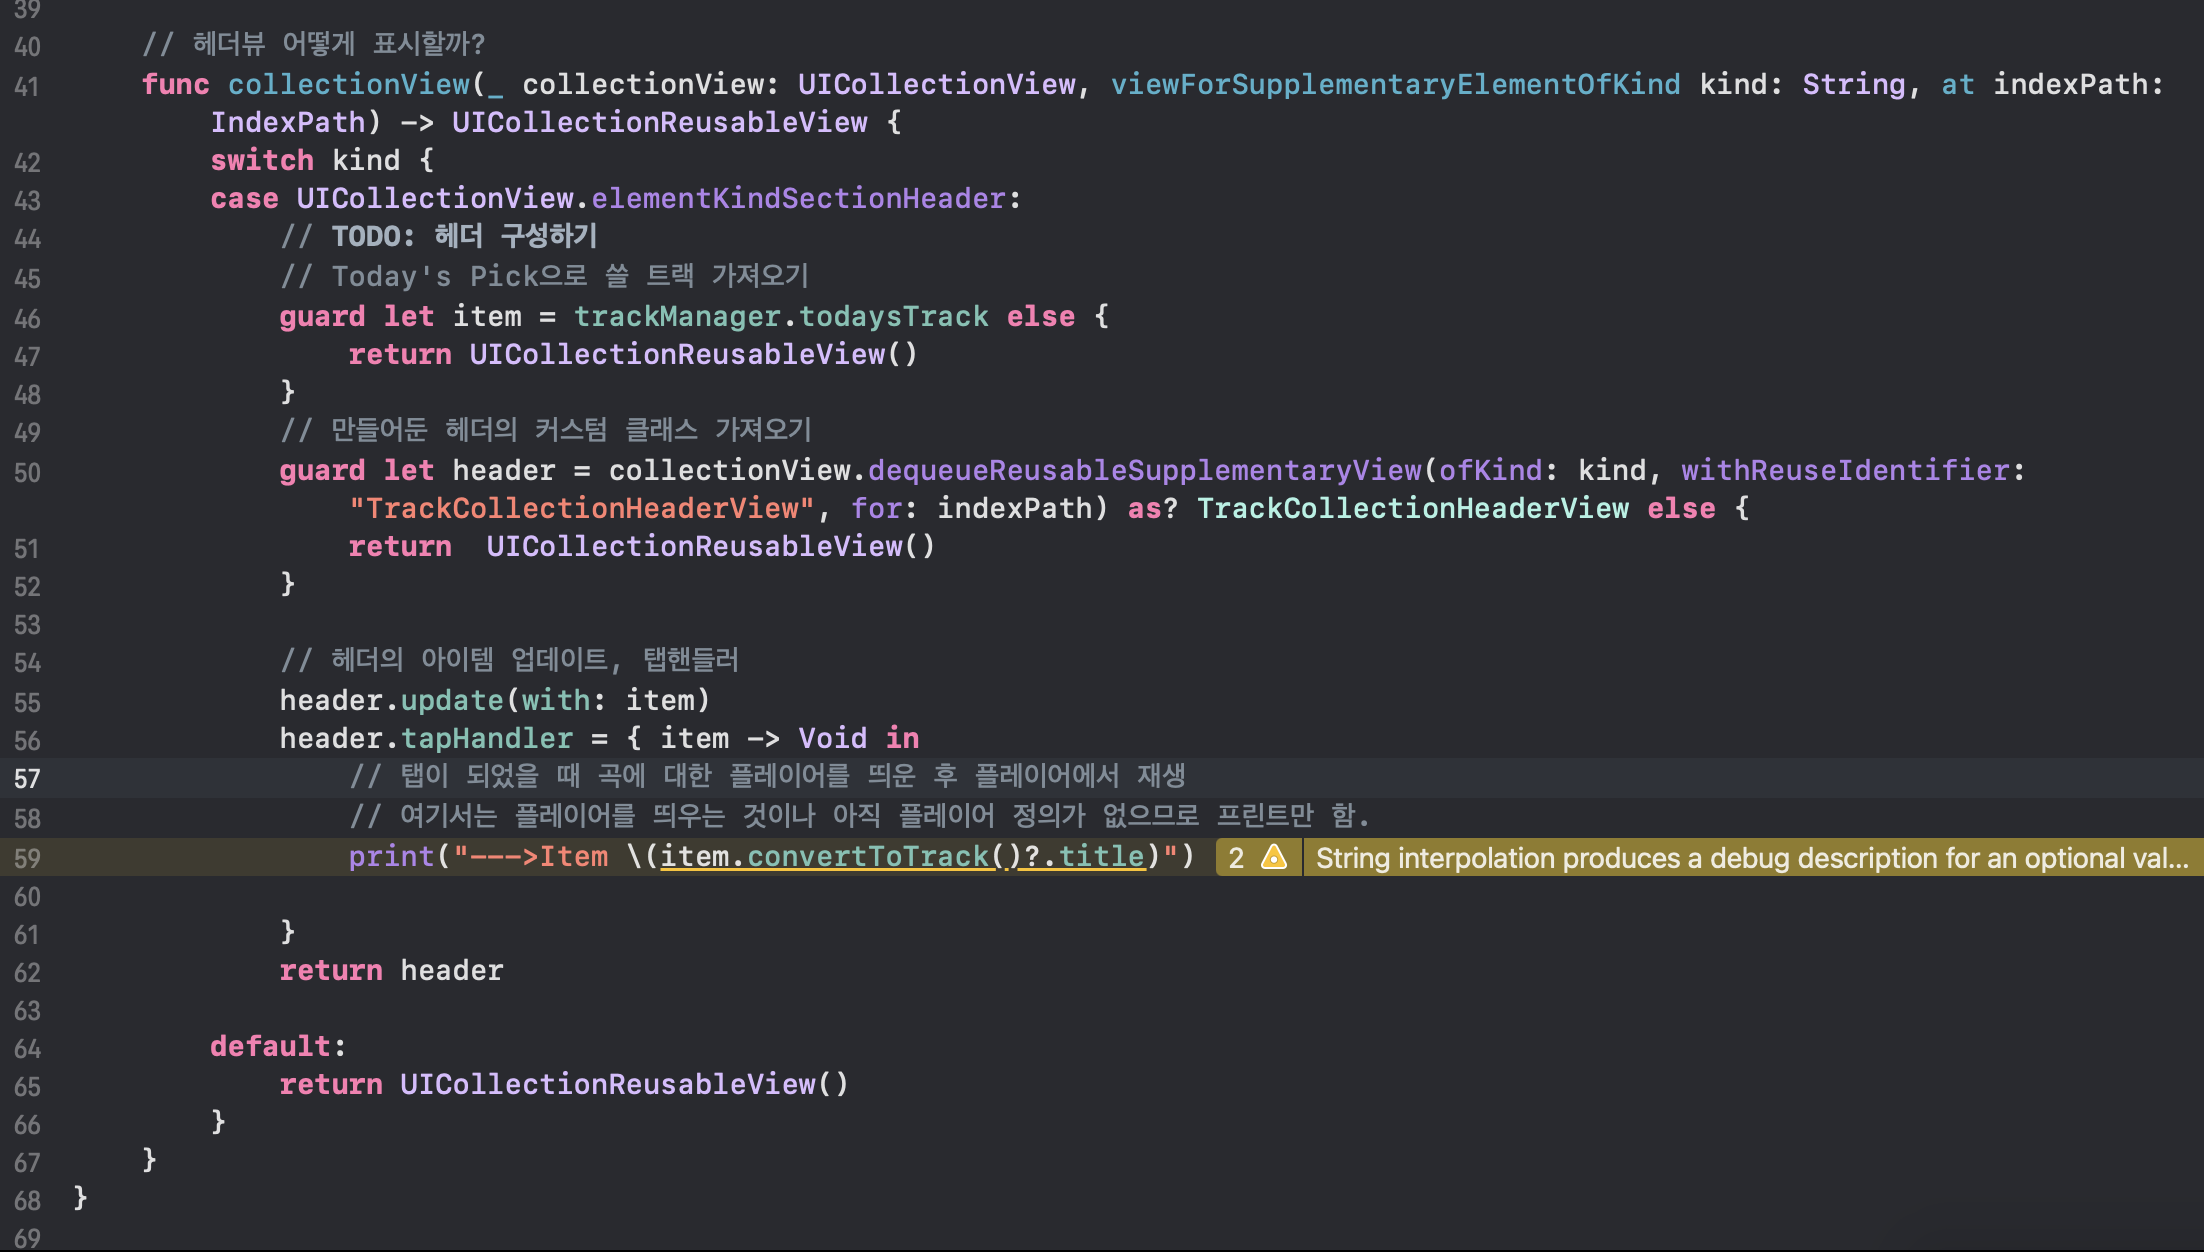 39
40 // 헤더뷰 어떻게 표시할까?
41 func collectionView(_ collectionView: UICollectionView, viewForSupplementaryElementOfKind kind: String, at indexPath:
IndexPath) -> UICollectionReusableView {
42 switch kind {
43 case UICollectionView.elementKindSectionHeader:
44 // TODO: 헤더 구성하기
45 // Today's Pick으로 쓸 트랙 가져오기
46 guard let item = trackManager.todaysTrack else {
47 return UICollectionReusableView()
48 }
49 // 만들어둔 헤더의 커스텀 클래스 가져오기
50 guard let header = collectionView.dequeueReusableSupplementaryView(ofKind: kind, withReuseIdentifier:
"TrackCollectionHeaderView", for: indexPath) as? TrackCollectionHeaderView else {
51 return  UICollectionReusableView()
52 }
53
54 // 헤더의 아이템 업데이트, 탭핸들러
55 header.update(with: item)
56 header.tapHandler = { item -> Void in
57 // 탭이 되었을 때 곡에 대한 플레이어를 띄운 후 플레이어에서 재생
58 // 여기서는 플레이어를 띄우는 것이나 아직 플레이어 정의가 없으므로 프린트만 함.
59 print("--->Item \(item.convertToTrack()?.title)") 2 String interpolation produces a debug description for an optional val...
60
61 }
62 return header
63
64 default:
65 return UICollectionReusableView()
66 }
67 }
68 }
69